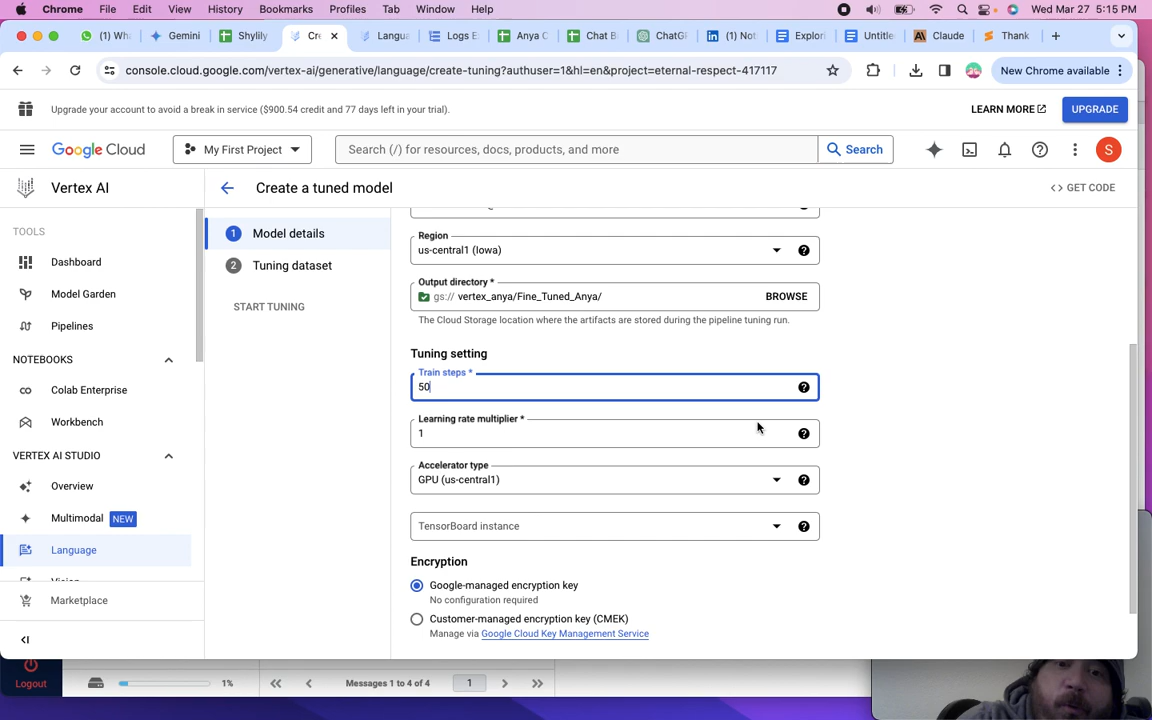 Chrome File Edit View History Bookmarks Profiles Tab Window Help Wed Mar 27 5:15 PM
(1) Wh Gemini Shylily Cre Langua Logs E Anya C Chat B ChatG (1) Not Explori Untitle Claude Thank
console.cloud.google.com/vertex-ai/generative/language/create-tuning?authuser=1&hl=en&project=eternal-respect-417117 New Chrome available
Upgrade your account to avoid a break in service ($900.54 credit and 77 days left in your trial). LEARN MORE UPGRADE
Google Cloud My First Project Search (/) for resources, docs, products, and more Search S
Vertex AI Create a tuned model <> GET CODE
TOOLS
Dashboard
Model Garden
Pipelines
NOTEBOOKS
Colab Enterprise
Workbench
VERTEX AI STUDIO
Overview
Multimodal NEW
Language
Marketplace
1 Model details
2 Tuning dataset
START TUNING
Region
us-central1 (Iowa)
Output directory *
gs:// vertex_anya/Fine_Tuned_Anya/ BROWSE
The Cloud Storage location where the artifacts are stored during the pipeline tuning run.
Tuning setting
Train steps *
50
Learning rate multiplier *
1
Accelerator type
GPU (us-central1)
TensorBoard instance
Encryption
Google-managed encryption key
No configuration required
Customer-managed encryption key (CMEK)
Manage via Google Cloud Key Management Service
Logout 1% Messages 1 to 4 of 4 1